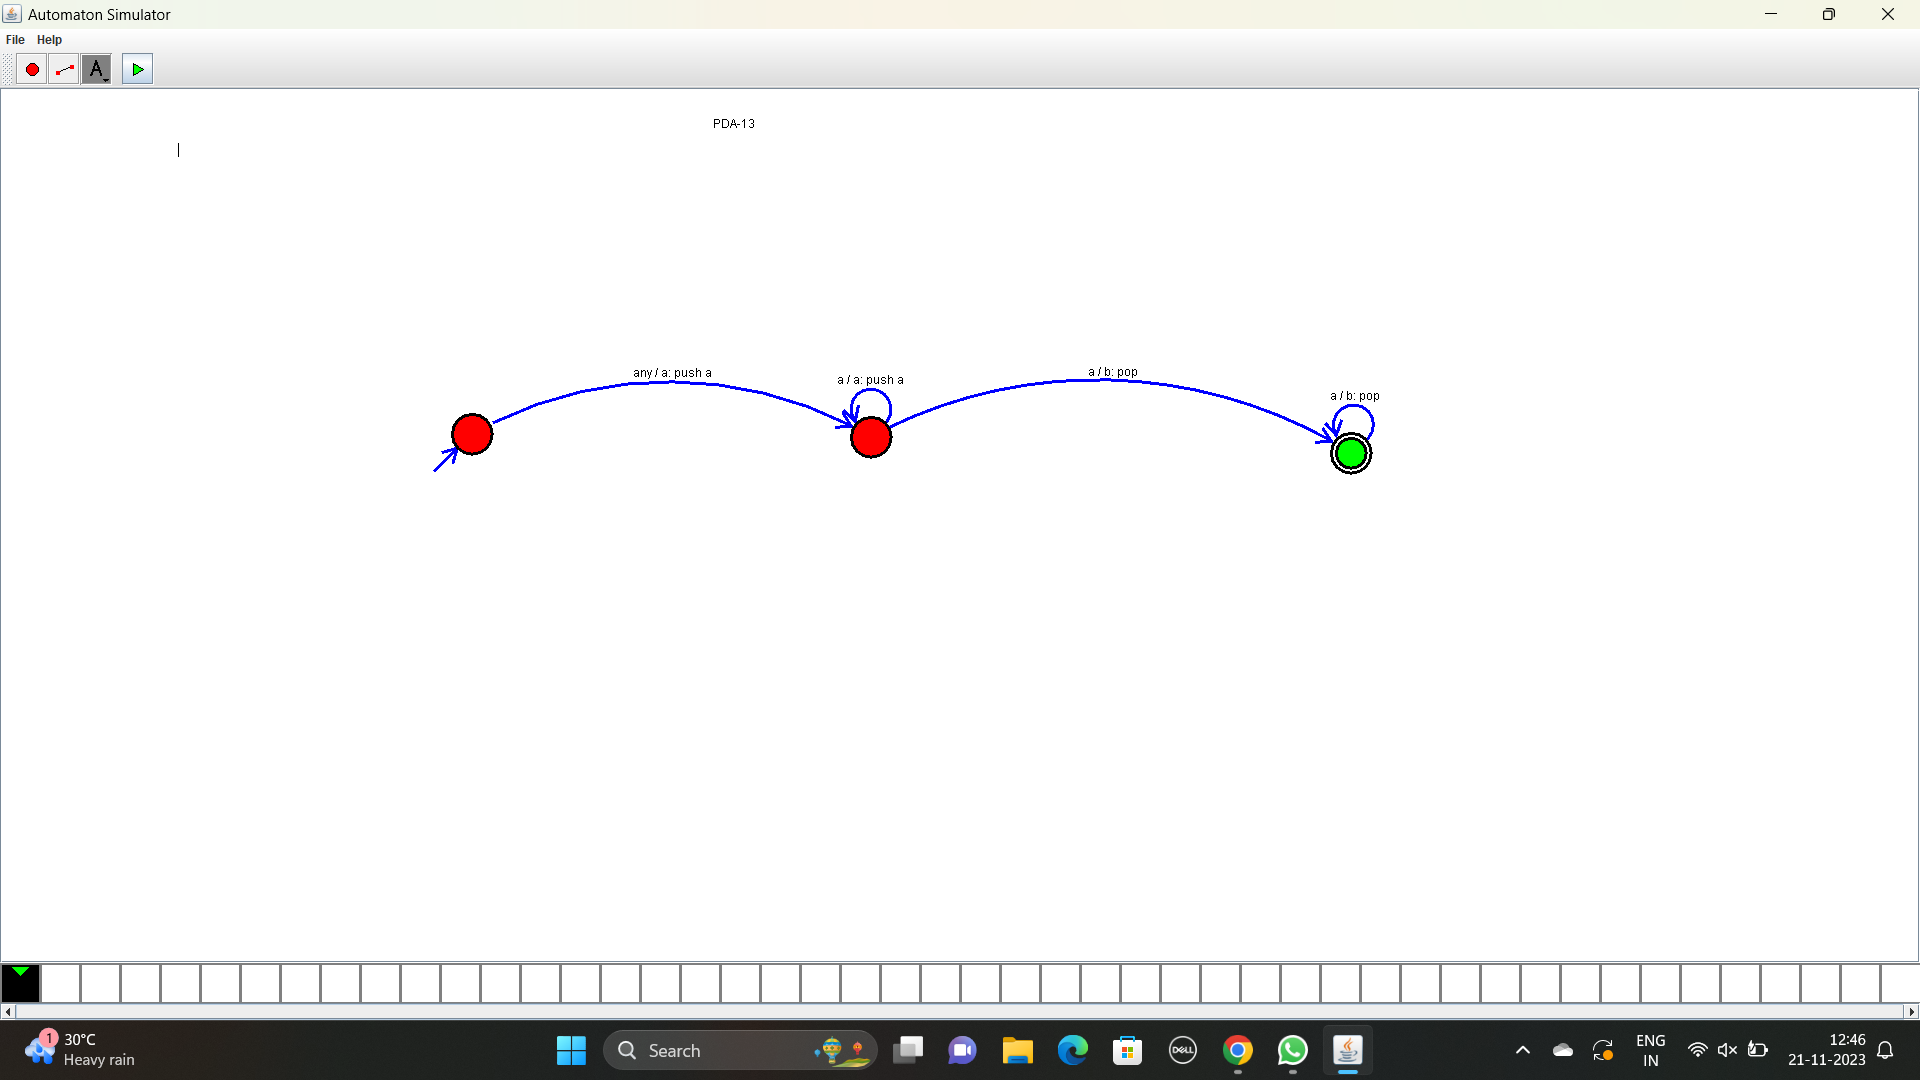 Automaton Simulator
File Help
A
PDA-13
any / a: push a
a / a: push a
a / b: pop
a / b: pop
1
30°C
Heavy rain
Search
DELL
ENG
IN
12:46
21-11-2023